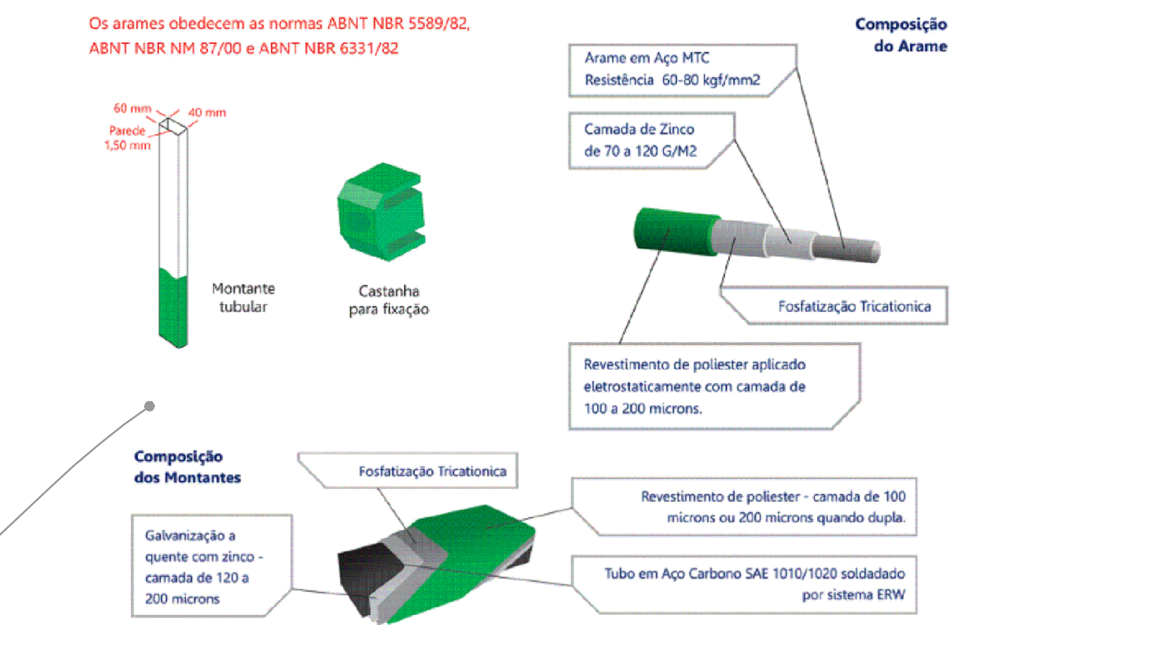 Os arames obedecem as normas ABNT NBR 5589/82,
ABNT NBR NM 87/00 e ABNT NBR 6331/82
60 mm
40 mm
Parede
1,50 mm
Montante
tubular
Castanha
para fixação
Composição
do Arame
Arame em Aço MTC
Resistência 60-80 kgf/mm2
Camada de Zinco
de 70 a 120 G/M2
Fosfatização Tricationica
Revestimento de poliester aplicado
eletrostaticamente com camada de
100 a 200 microns.
Composição
dos Montantes
Fosfatização Tricationica
Galvanização a
quente com zinco -
camada de 120 a
200 microns
Revestimento de poliester - camada de 100
microns ou 200 microns quando dupla.
Tubo em Aço Carbono SAE 1010/1020 soldadado
por sistema ERW